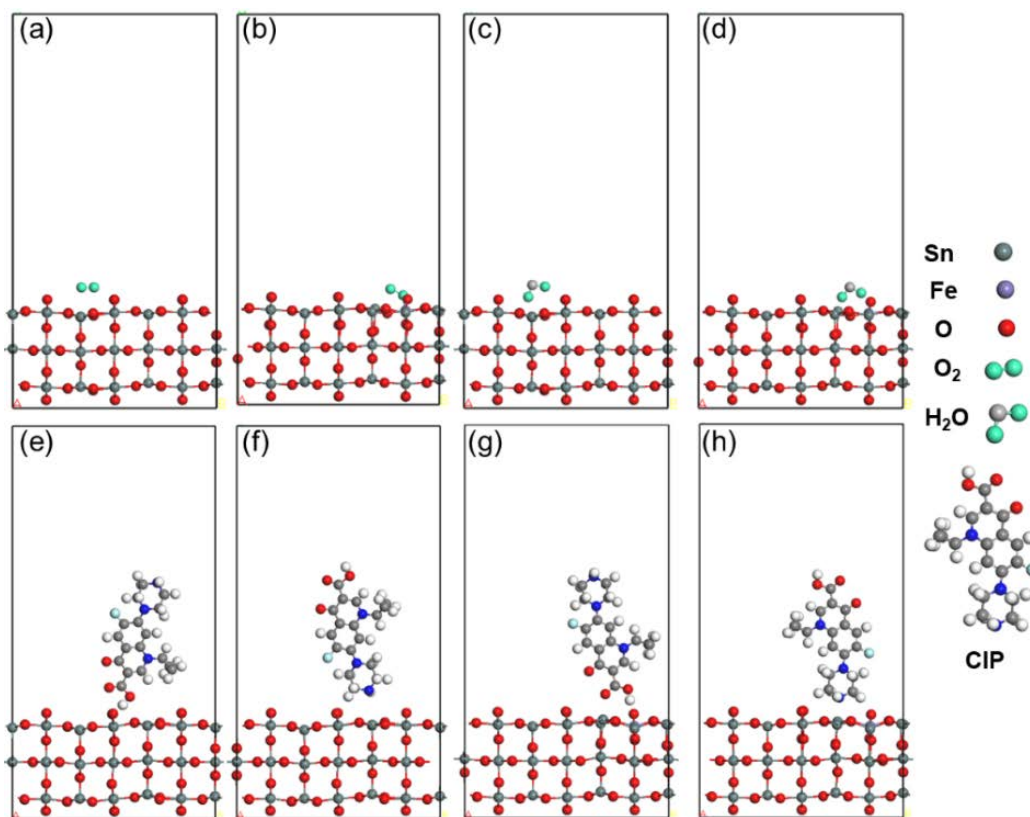 (a) (b) (c) (d)
Sn
Fe
O
O₂
H₂O
(e) (f) (g) (h)
CIP